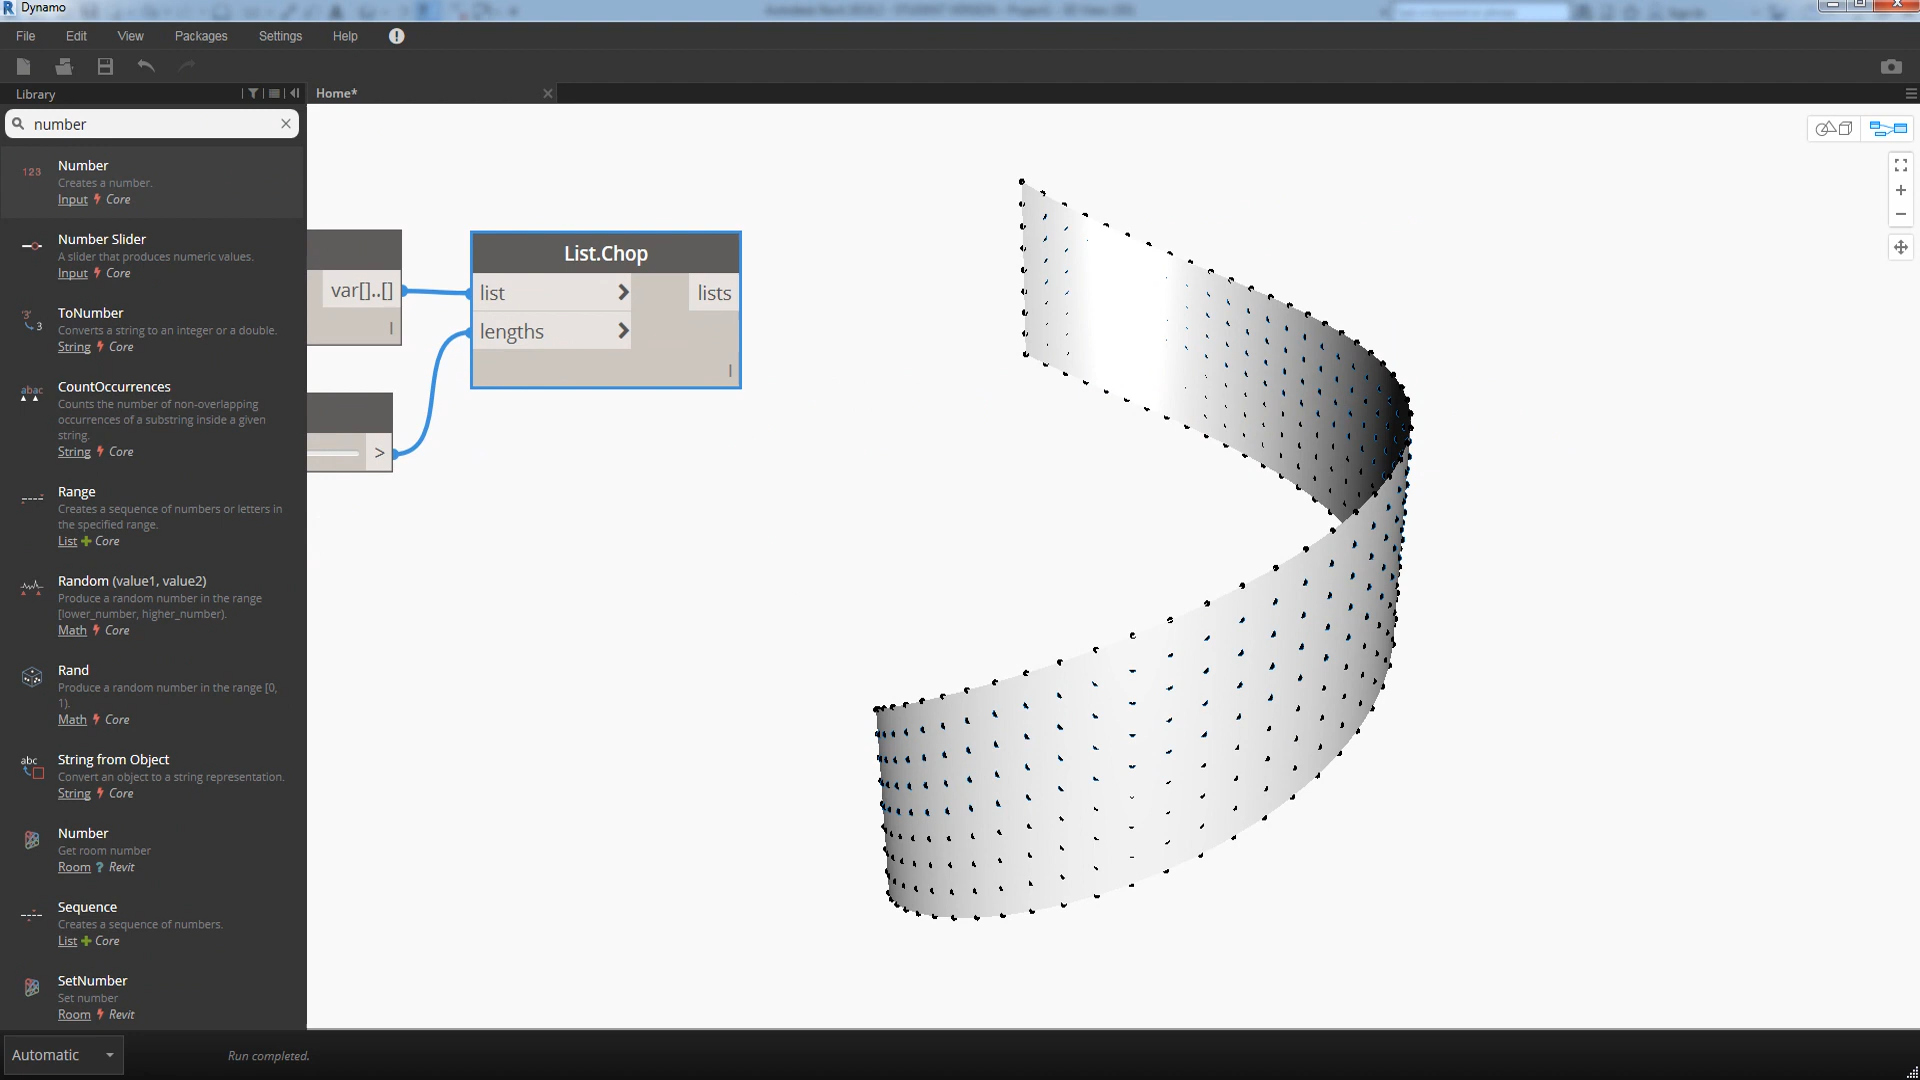 Dynamo
File Edit View Packages Settings Help
Library
Home*
number
Number
Creates a number.
Input Core
Number Slider
A slider that produces numeric values.
Input Core
ToNumber
Converts a string to an integer or a double.
String Core
CountOccurrences
Counts the number of non-overlapping
occurrences of a substring inside a given
string.
String Core
Range
Creates a sequence of numbers or letters in
the specified range.
List Core
Random (value1, value2)
Produce a random number in the range
[lower_number, higher_number).
Math Core
Rand
Produce a random number in the range [0,
1).
Math Core
String from Object
Convert an object to a string representation.
String Core
Number
Get room number
Room ? Revit
Sequence
Creates a sequence of numbers.
List Core
SetNumber
Set number
Room Revit
var[]..[]
>
List.Chop
list > lists
lengths >
Automatic
Run completed.